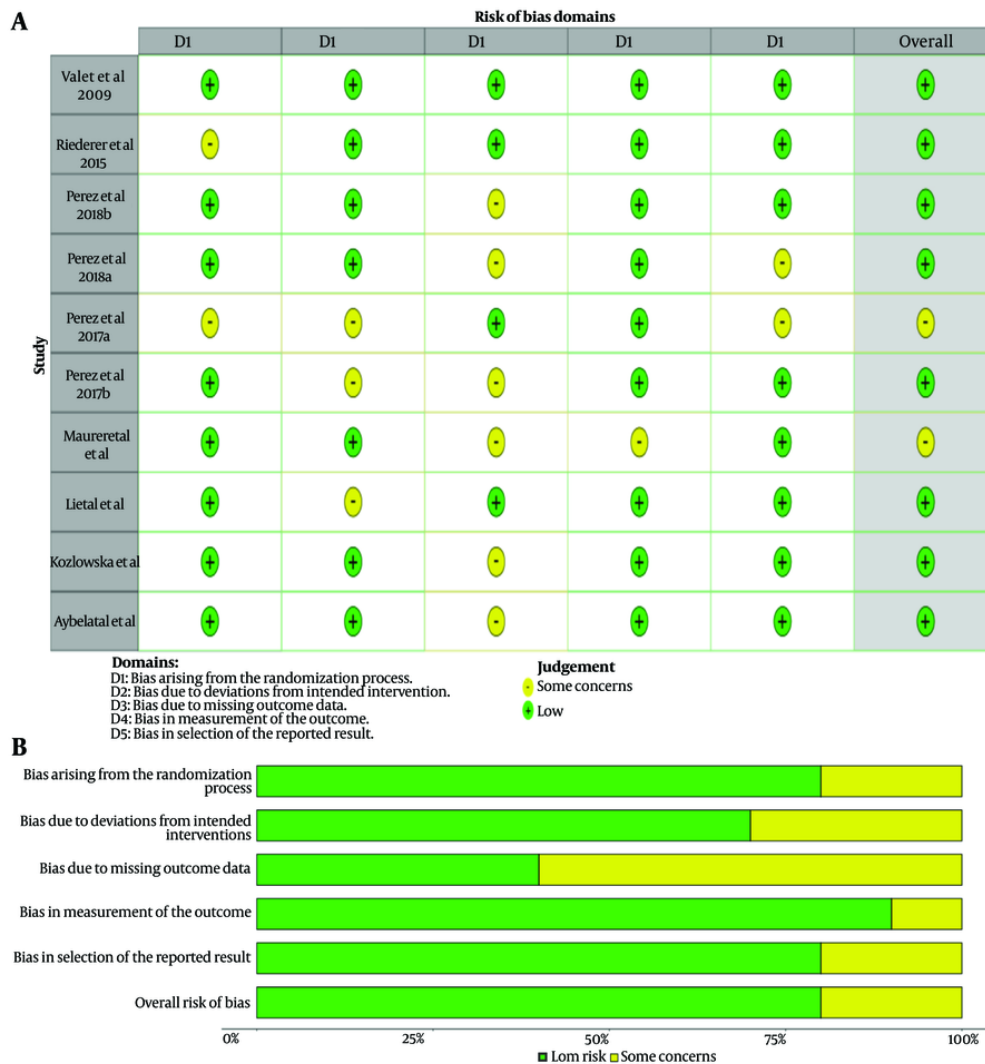 A
Risk of bias domains
D1 D1 D1 D1 D1 Overall
Study
Valet et al
2009
+ + + + + +
Riederer et al
2015
- + + + + +
Perez et al
2018b
+ + - + + +
Perez et al
2018a
+ + - + - +
Perez et al
2017a
- - + + - -
Perez et al
2017b
+ - - + + +
Maureretal
et al
+ + - - + -
Lietal et al
+ - + + + +
Kozlowska et al
+ + - + + +
Aybelatal et al
+ + - + + +
Domains:
D1: Bias arising from the randomization process.
D2: Bias due to deviations from intended intervention.
D3: Bias due to missing outcome data.
D4: Bias in measurement of the outcome.
D5: Bias in selection of the reported result.
Judgement
- Some concerns
+ Low
B
Bias arising from the randomization
process
Bias due to deviations from intended
interventions
Bias due to missing outcome data
Bias in measurement of the outcome
Bias in selection of the reported result
Overall risk of bias
0% 25% 50% 75% 100%
Lom risk Some concerns